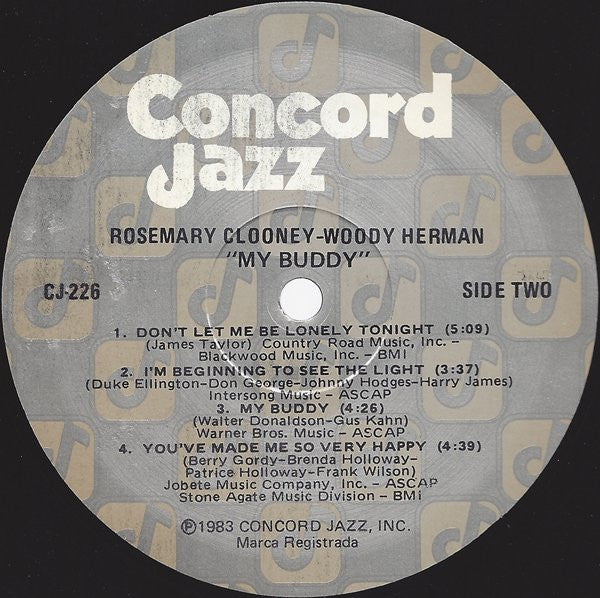 Concord
Jazz
ROSEMARY CLOONEY-WOODY HERMAN
"MY BUDDY"
CJ-226
SIDE TWO
1. DON'T LET ME BE LONELY TONIGHT (5:09)
(James Taylor) Country Road Music, Inc. –
Blackwood Music, Inc. – BMI
2. I'M BEGINNING TO SEE THE LIGHT (3:37)
(Duke Ellington–Don George–Johnny Hodges–Harry James)
Intersong Music – ASCAP
3. MY BUDDY (4:26)
(Walter Donaldson–Gus Kahn)
Warner Bros. Music – ASCAP
4. YOU'VE MADE ME SO VERY HAPPY (4:39)
(Berry Gordy–Brenda Holloway–
Patrice Holloway–Frank Wilson)
Jobete Music Company, Inc. – ASCAP
Stone Agate Music Division – BMI
℗1983 CONCORD JAZZ, INC.
Marca Registrada